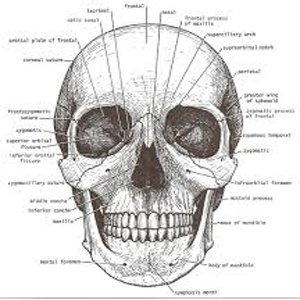 frontal
lacrimal
nasal
optic canal
frontal process
of maxilla
superciliary arch
orbital plate of frontal
supraorbital notch
coronal suture
parietal
greater wing
of sphenoid
zygomatic process
of frontal
frontozygomatic
suture
squamous temporal
zygomatic
superior orbital
fissure
zygomatic
inferior orbital
fissure
zygomaxillary suture
infraorbital foramen
middle concha
mastoid process
inferior concha
maxilla
ramus of mandible
mental foramen
body of mandible
symphysis menti